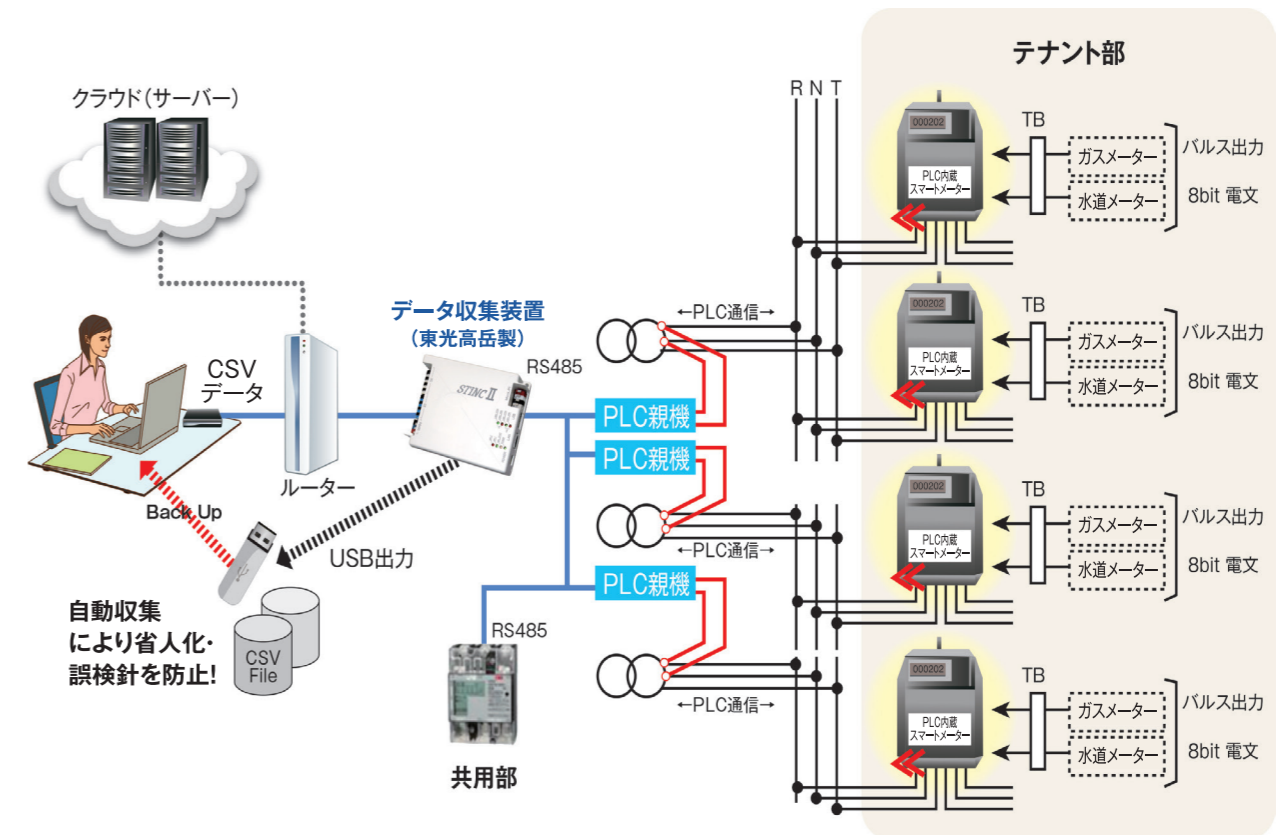 テナント部
クラウド(サーバー)
R N T
000202
PLC内蔵
スマートメーター
TB
ガスメーター
水道メーター
バルス出力
8bit 電文
データ収集装置
(東光高岳製)
RS485
STINC II
CSV
データ
ルーター
←PLC通信→
PLC親機
000202
PLC内蔵
スマートメーター
TB
ガスメーター
水道メーター
バルス出力
8bit 電文
PLC親機
Back Up
USB出力
←PLC通信→
000202
PLC内蔵
スマートメーター
TB
ガスメーター
水道メーター
バルス出力
8bit 電文
PLC親機
自動収集
により省人化・
誤検針を防止!
CSV
File
RS485
共用部
←PLC通信→
000202
PLC内蔵
スマートメーター
TB
ガスメーター
水道メーター
バルス出力
8bit 電文